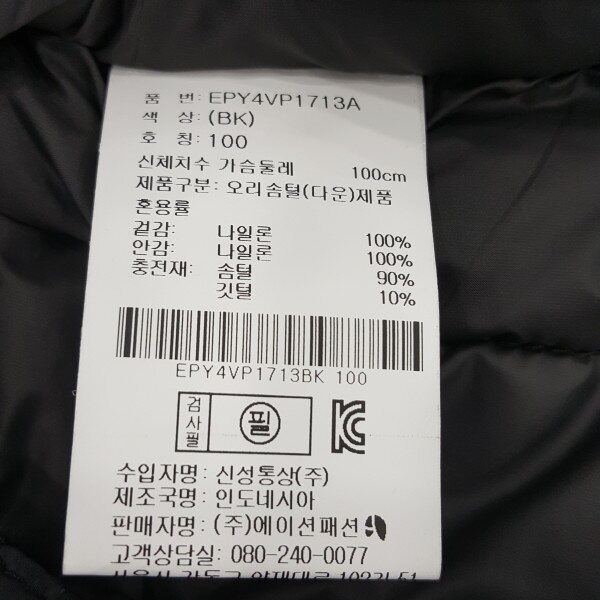 품 번: EPY4VP1713A
색 상: (BK)
호 칭: 100
신체치수 가슴둘레 100cm
제품구분: 오리솜털(다운)제품
혼용률
겉감: 나일론 100%
안감: 나일론 100%
충전재: 솜털 90%
깃털 10%
EPY4VP1713BK 100
검사필 필
수입자명: 신성통상(주)
제조국명: 인도네시아
판매자명: (주)에이션패션
고객상담실: 080-240-0077